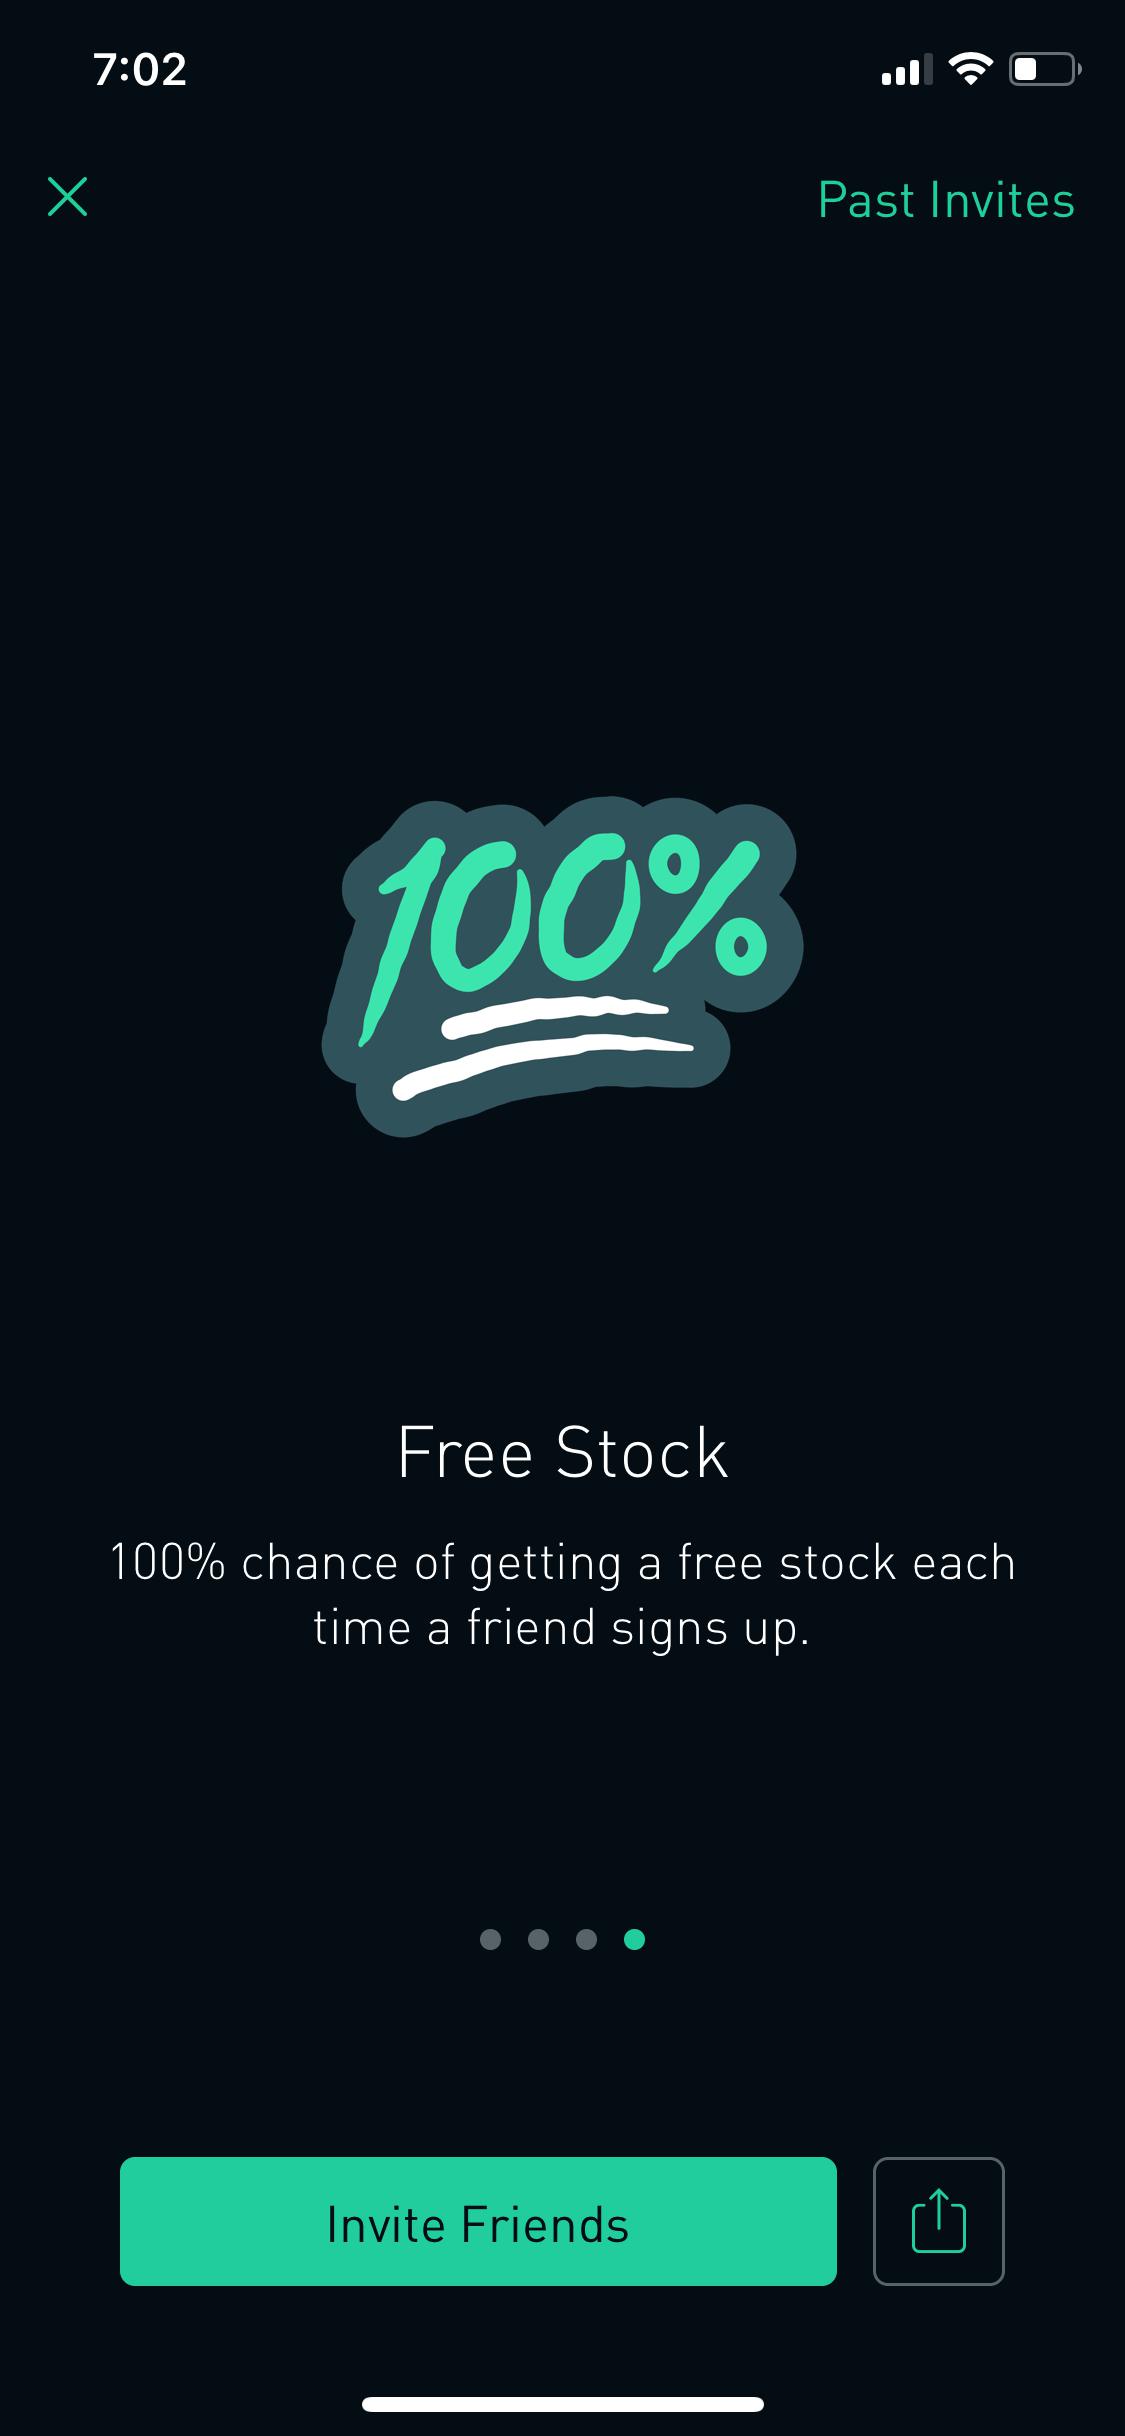 7:02
Past Invites
100%
Free Stock
100% chance of getting a free stock each
time a friend signs up.
Invite Friends